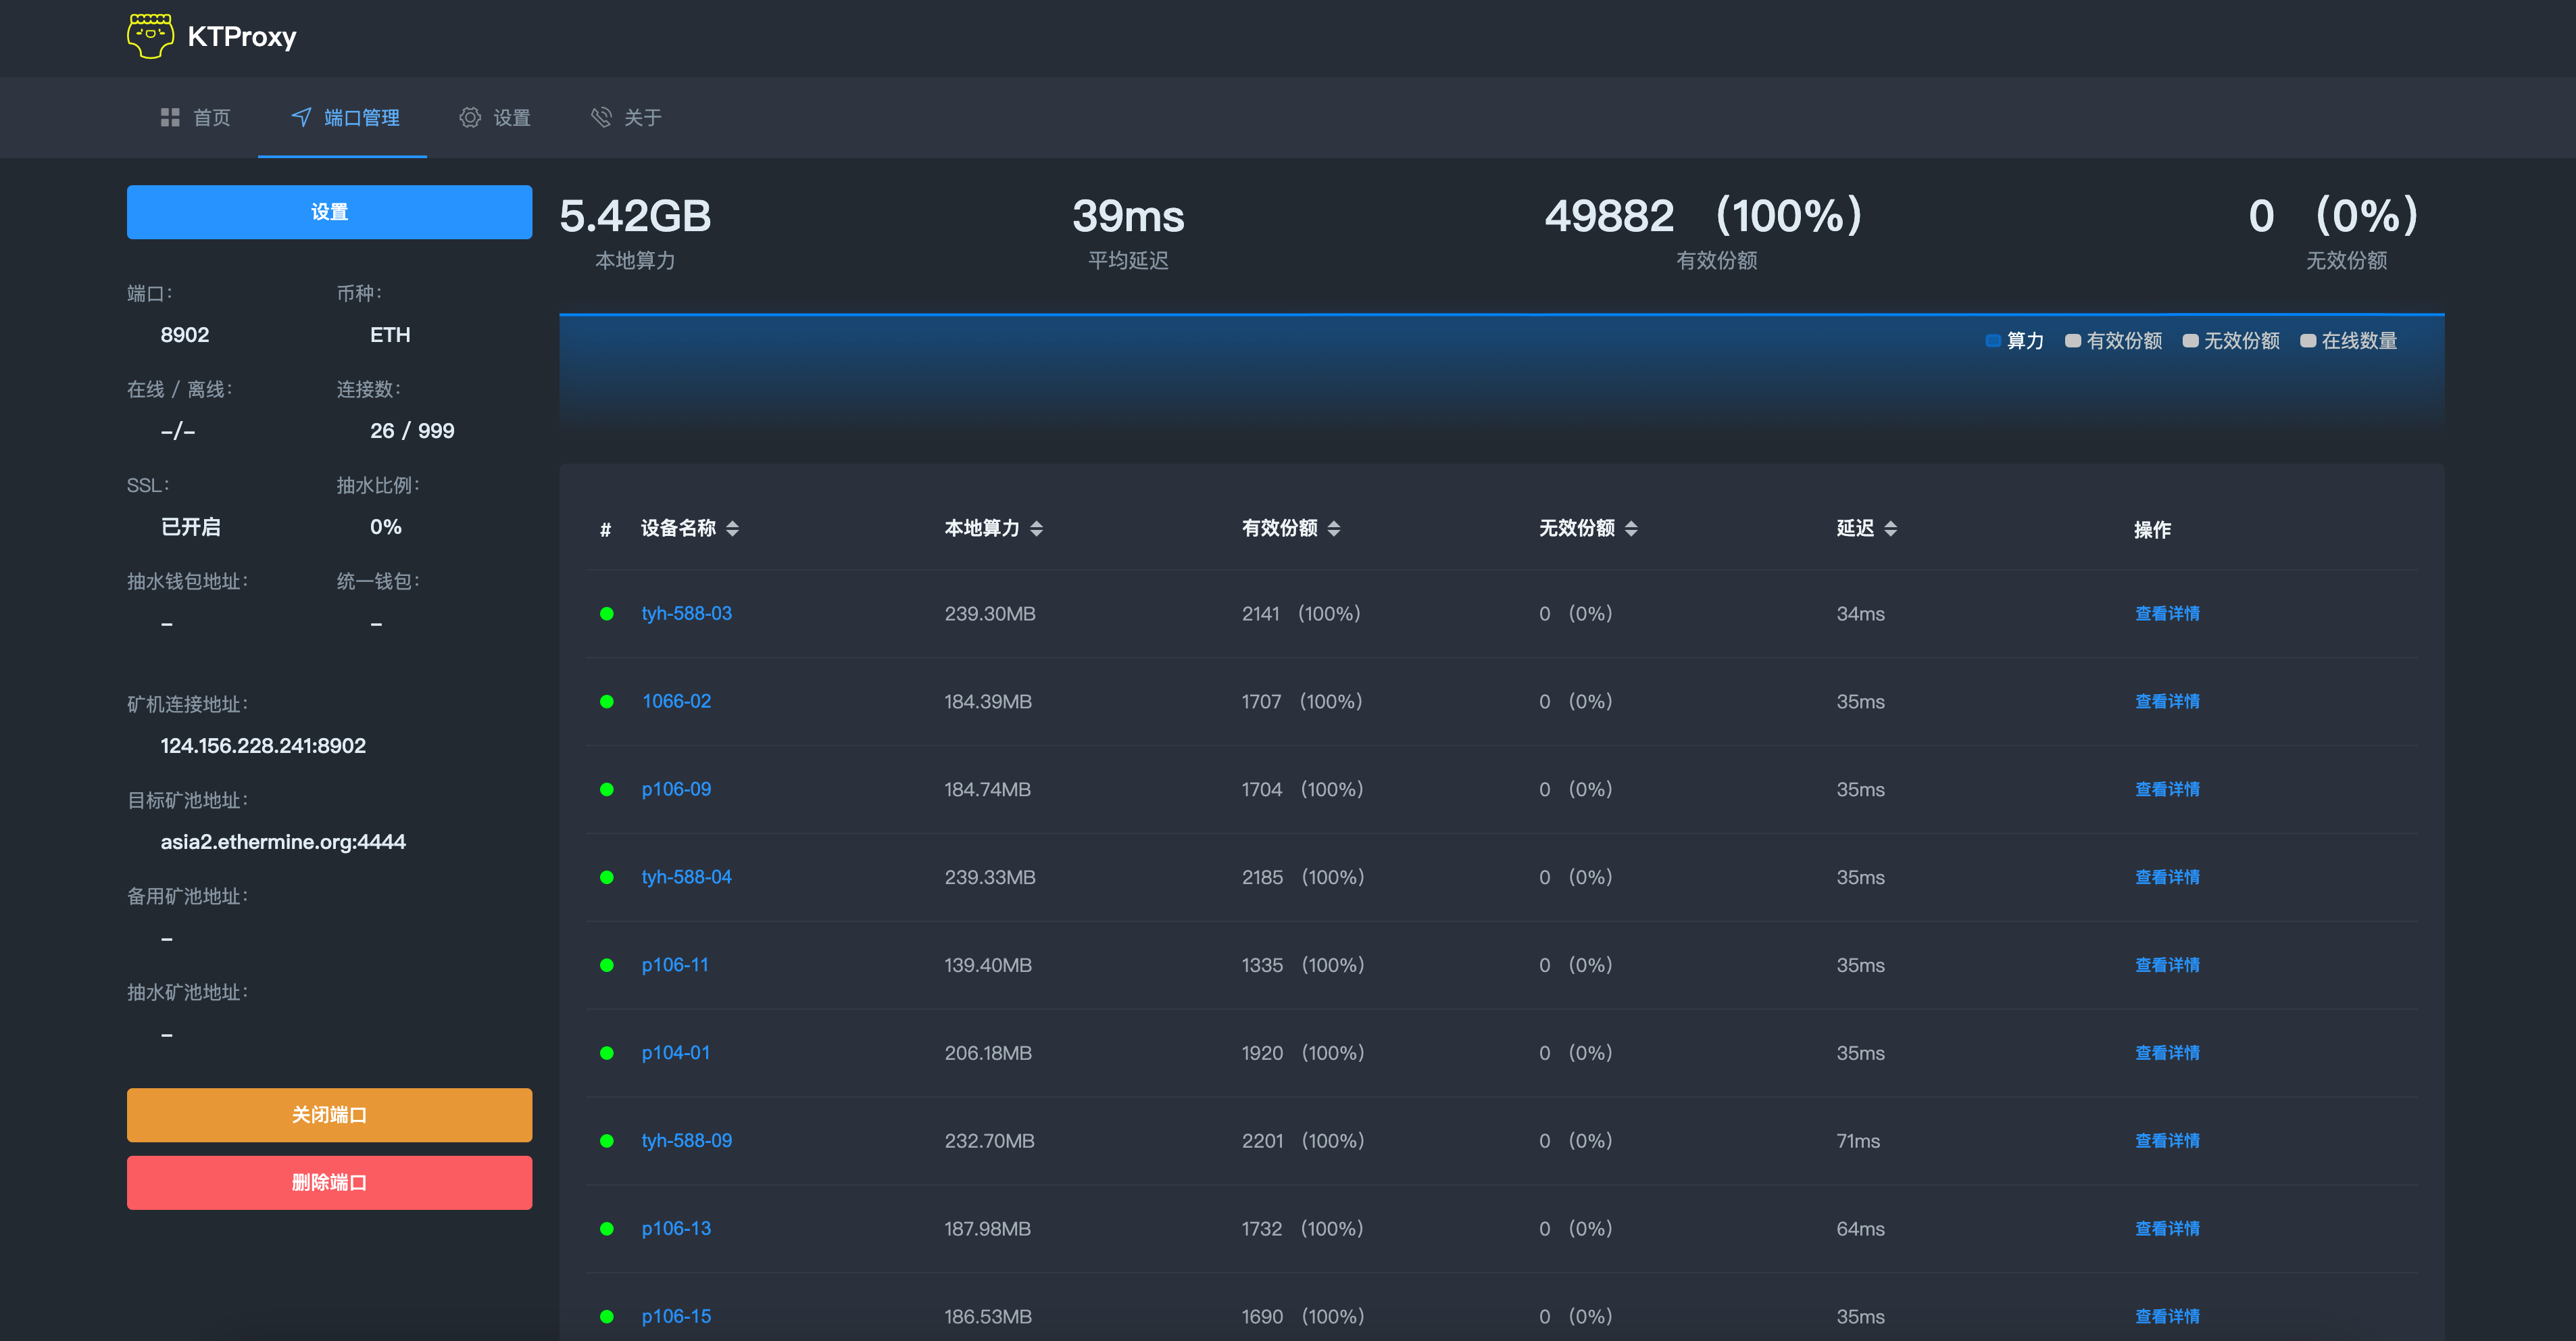 KTProxy
首页 端口管理 设置 关于
设置
端口： 币种：
8902 ETH
在线 / 离线： 连接数：
-/- 26 / 999
SSL： 抽水比例：
已开启 0%
抽水钱包地址： 统一钱包：
- -
矿机连接地址：
124.156.228.241:8902
目标矿池地址：
asia2.ethermine.org:4444
备用矿池地址：
-
抽水矿池地址：
-
关闭端口
删除端口
5.42GB 39ms 49882 （100%） 0 （0%）
本地算力 平均延迟 有效份额 无效份额
算力 有效份额 无效份额 在线数量
# 设备名称 本地算力 有效份额 无效份额 延迟 操作
tyh-588-03 239.30MB 2141 （100%） 0 （0%） 34ms 查看详情
1066-02 184.39MB 1707 （100%） 0 （0%） 35ms 查看详情
p106-09 184.74MB 1704 （100%） 0 （0%） 35ms 查看详情
tyh-588-04 239.33MB 2185 （100%） 0 （0%） 35ms 查看详情
p106-11 139.40MB 1335 （100%） 0 （0%） 35ms 查看详情
p104-01 206.18MB 1920 （100%） 0 （0%） 35ms 查看详情
tyh-588-09 232.70MB 2201 （100%） 0 （0%） 71ms 查看详情
p106-13 187.98MB 1732 （100%） 0 （0%） 64ms 查看详情
p106-15 186.53MB 1690 （100%） 0 （0%） 35ms 查看详情